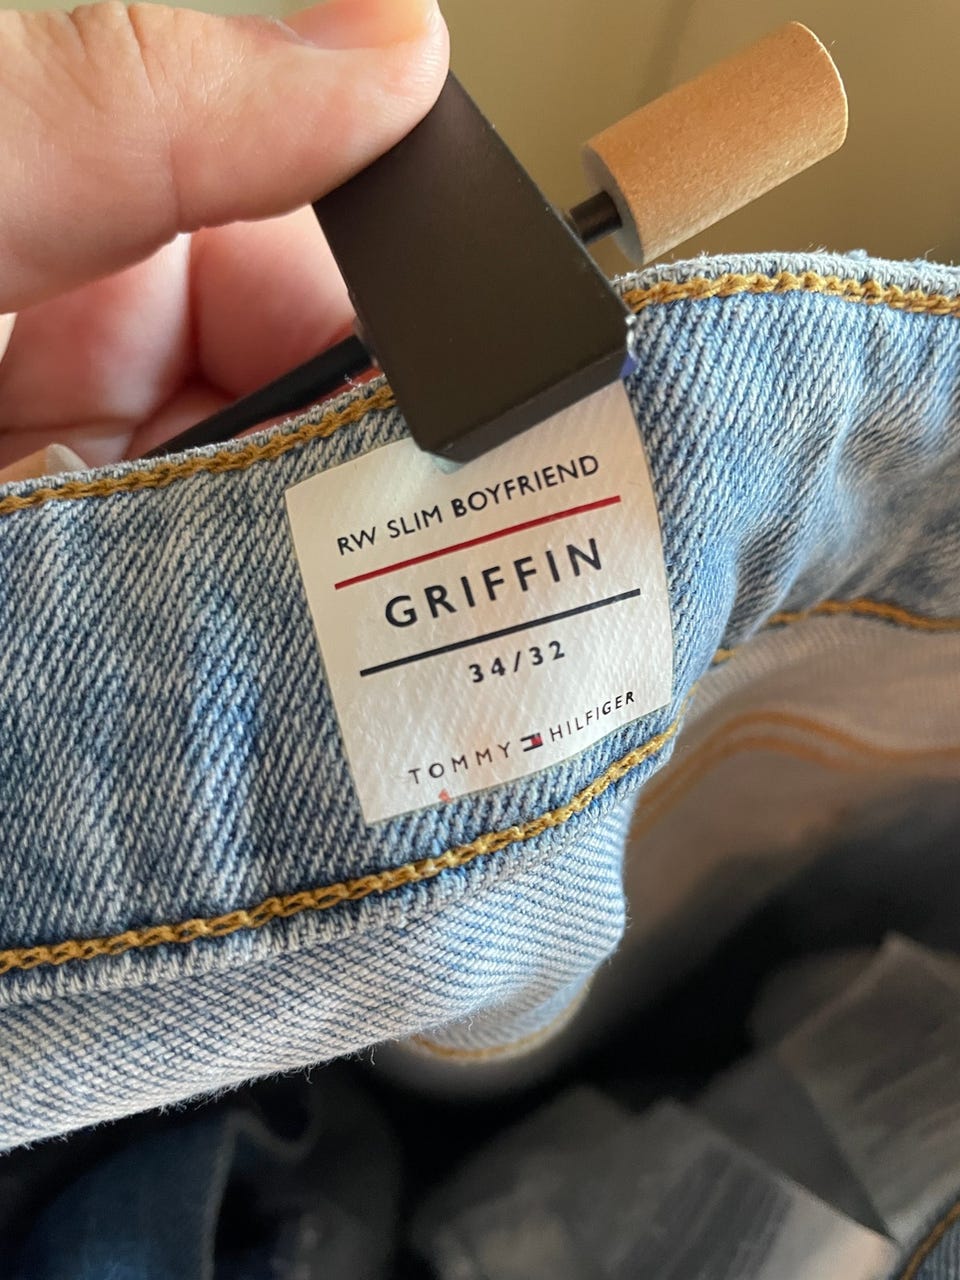 RW SLIM BOYFRIEND
GRIFFIN
34/32
TOMMY HILFIGER